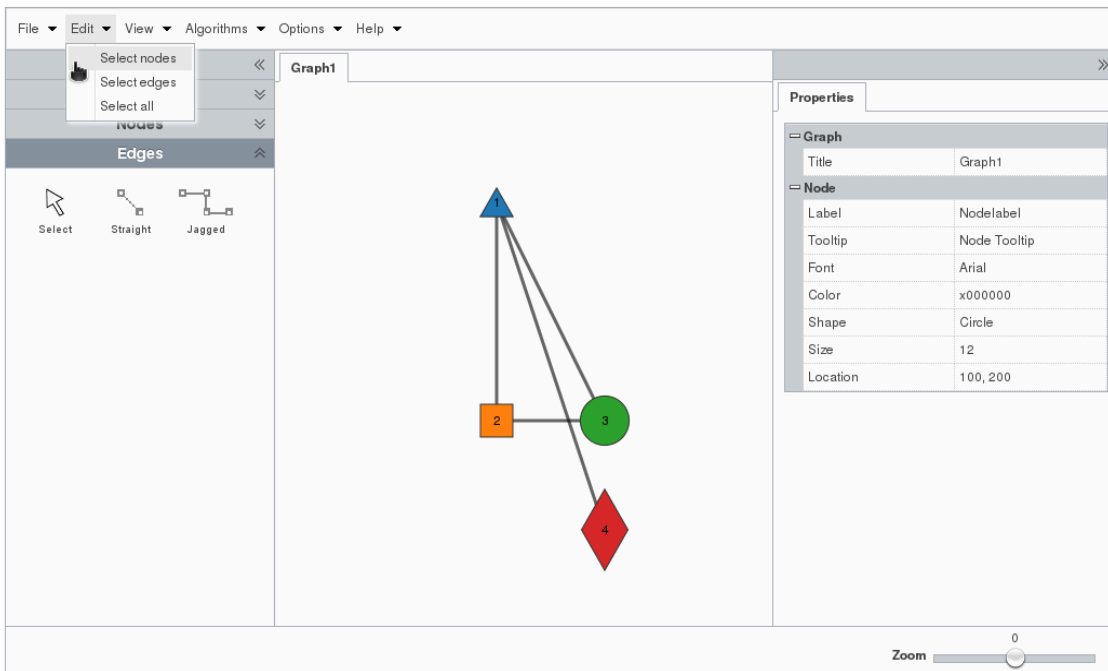 File Edit View Algorithms Options Help
Select nodes
Select edges
Select all
Nodes
Edges
Select Straight Jagged
Graph1
1
2
3
4
Properties
Graph
Title Graph1
Node
Label Nodelabel
Tooltip Node Tooltip
Font Arial
Color x000000
Shape Circle
Size 12
Location 100, 200
0
Zoom